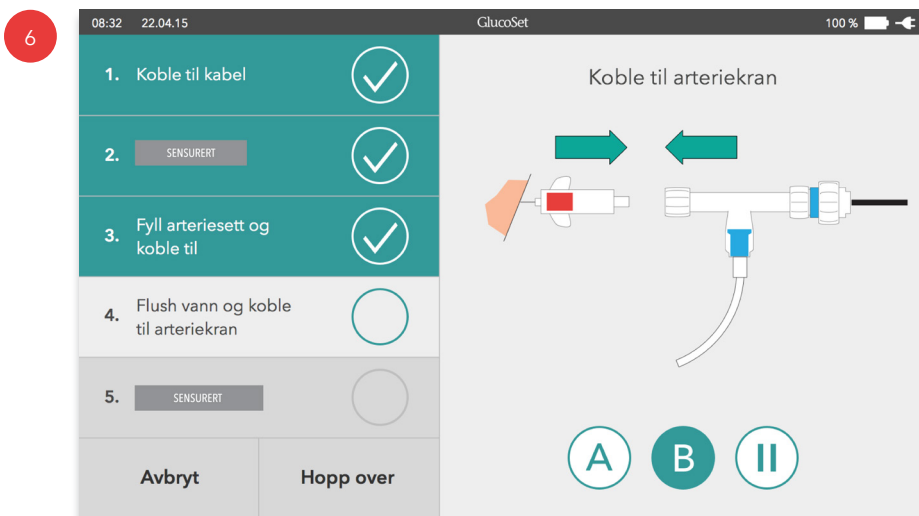 6
08:32 22.04.15 GlucoSet 100 %
1. Koble til kabel
2. SENSURERT
3. Fyll arteriesett og
koble til
4. Flush vann og koble
til arteriekran
5. SENSURERT
Avbryt Hopp over
Koble til arteriekran
A B